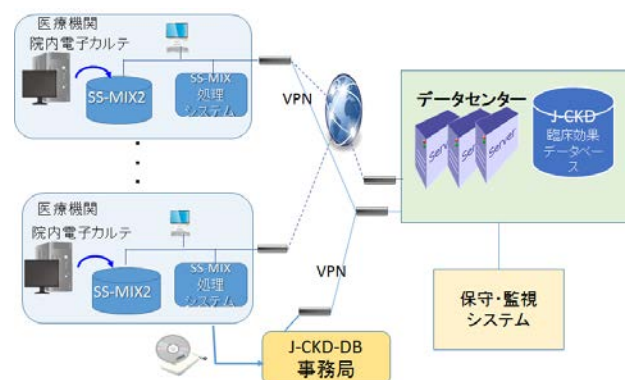 医療機関
院内電子カルテ
SS-MIX2
SS-MIX
処理
システム
VPN
データセンター
Server
Server
Server
J-CKD
臨床効果
データベー
ス
医療機関
院内電子カルテ
SS-MIX2
SS-MIX
処理
システム
VPN
保守・監視
システム
J-CKD-DB
事務局